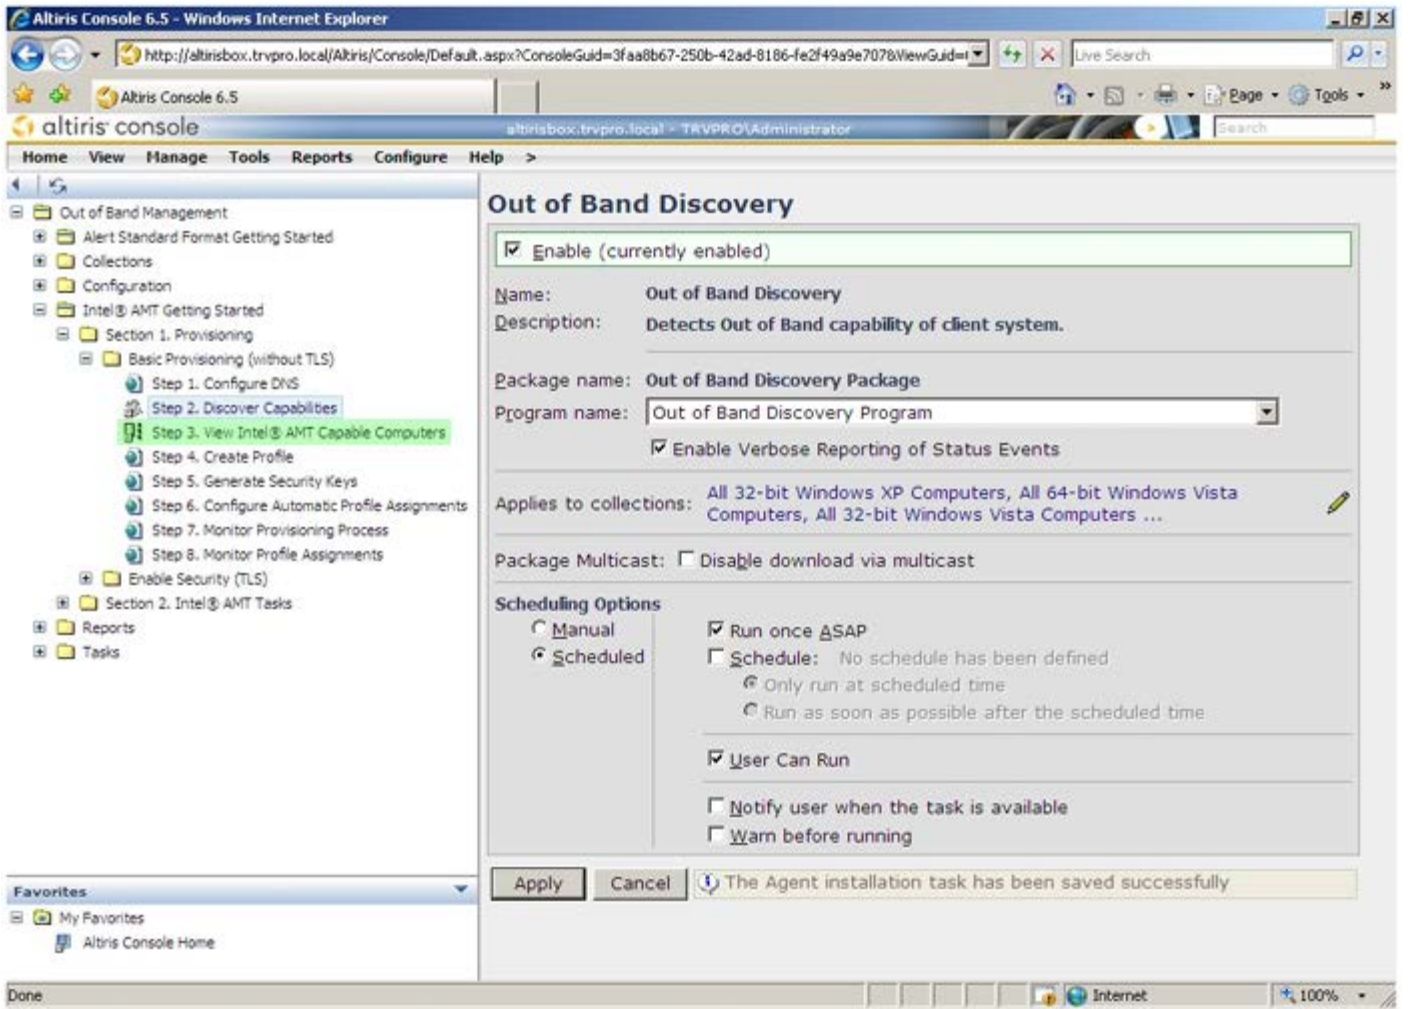 Altiris Console 6.5 - Windows Internet Explorer
http://altirisbox.trvpro.local/Altiris/Console/Default.aspx?ConsoleGuid=3faa8b67-250b-42ad-8186-fe2f49a9e707&ViewGuid=
Live Search
Altiris Console 6.5
Page
Tools
altiris console
altirisbox.trvpro.local - TRVPRO\Administrator
Search
Home View Manage Tools Reports Configure Help >
Out of Band Management
Alert Standard Format Getting Started
Collections
Configuration
Intel® AMT Getting Started
Section 1. Provisioning
Basic Provisioning (without TLS)
Step 1. Configure DNS
Step 2. Discover Capabilities
Step 3. View Intel® AMT Capable Computers
Step 4. Create Profile
Step 5. Generate Security Keys
Step 6. Configure Automatic Profile Assignments
Step 7. Monitor Provisioning Process
Step 8. Monitor Profile Assignments
Enable Security (TLS)
Section 2. Intel® AMT Tasks
Reports
Tasks
Favorites
My Favorites
Altiris Console Home
Out of Band Discovery
Enable (currently enabled)
Name: Out of Band Discovery
Description: Detects Out of Band capability of client system.
Package name: Out of Band Discovery Package
Program name: Out of Band Discovery Program
Enable Verbose Reporting of Status Events
Applies to collections: All 32-bit Windows XP Computers, All 64-bit Windows Vista
Computers, All 32-bit Windows Vista Computers ...
Package Multicast: Disable download via multicast
Scheduling Options
Manual
Scheduled
Run once ASAP
Schedule: No schedule has been defined
Only run at scheduled time
Run as soon as possible after the scheduled time
User Can Run
Notify user when the task is available
Warn before running
Apply Cancel The Agent installation task has been saved successfully
Done
Internet
100%